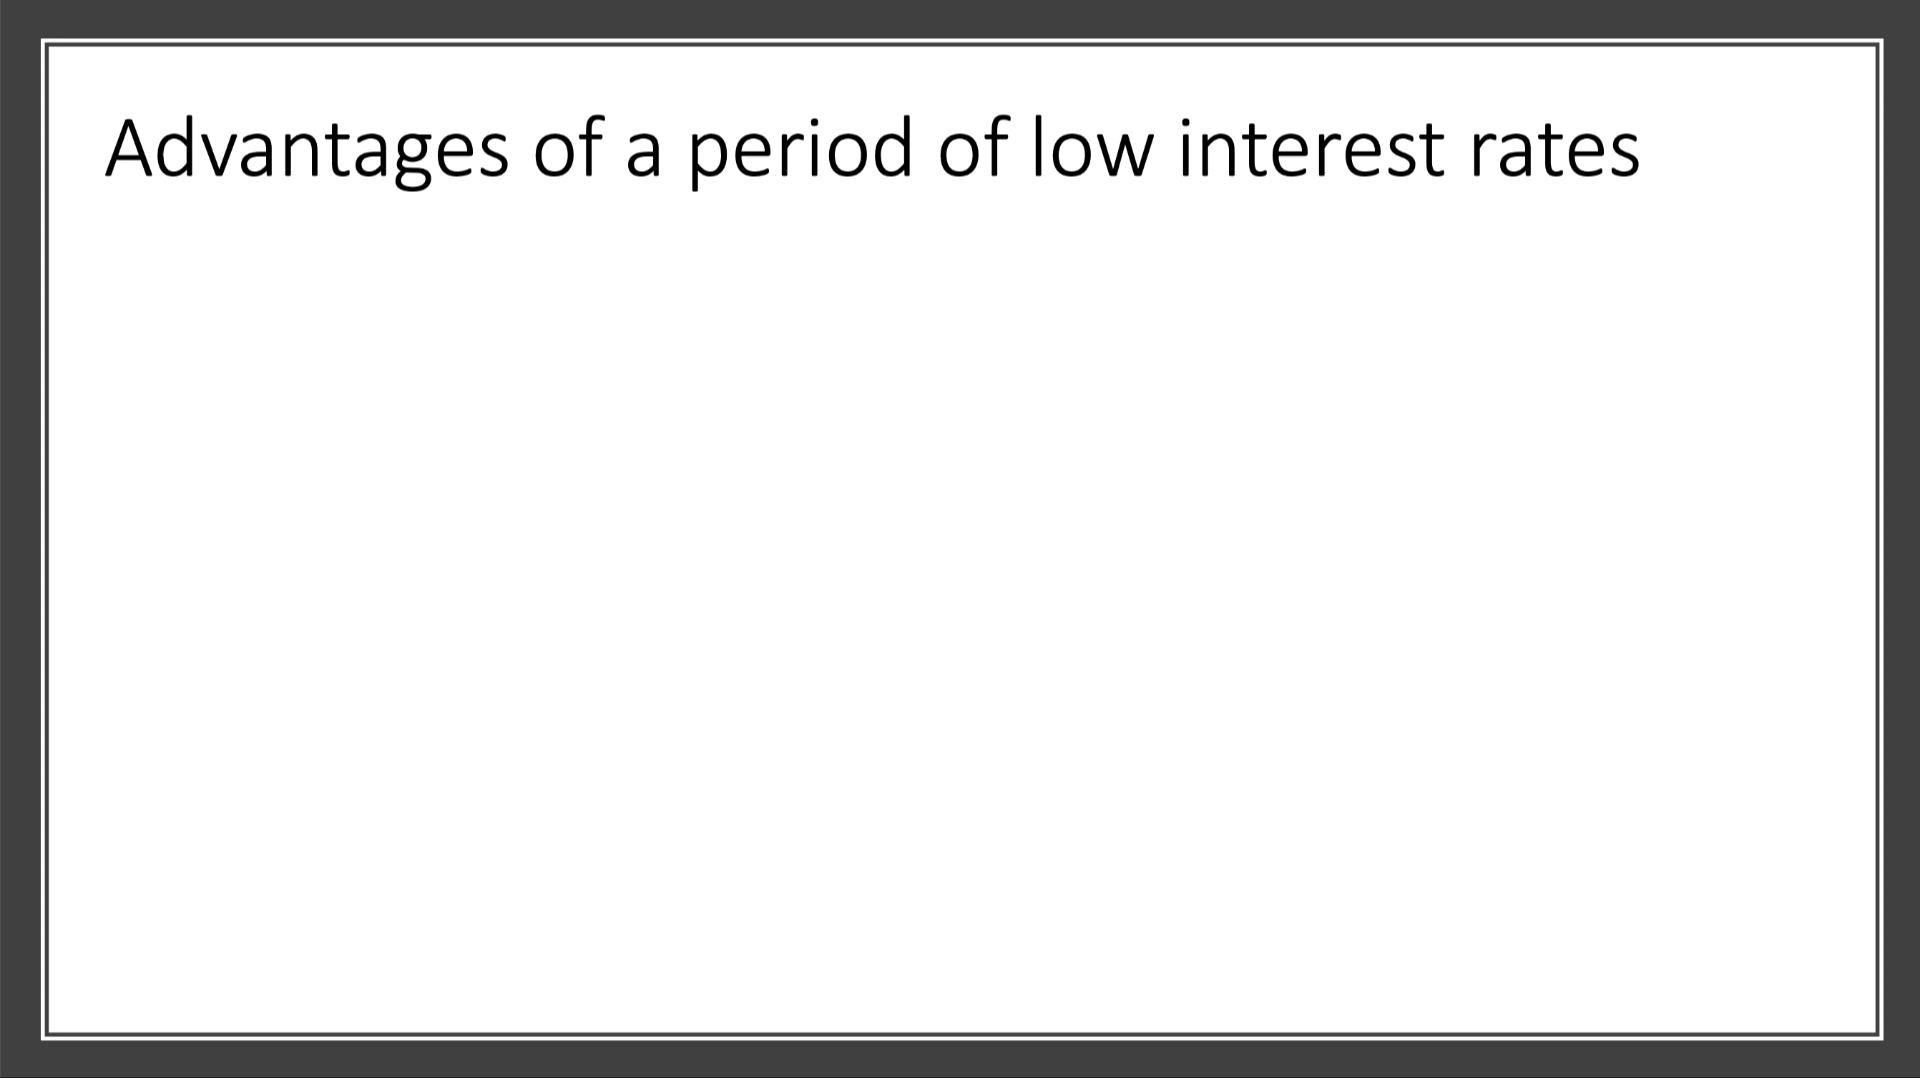 Advantages of a period of low interest rates